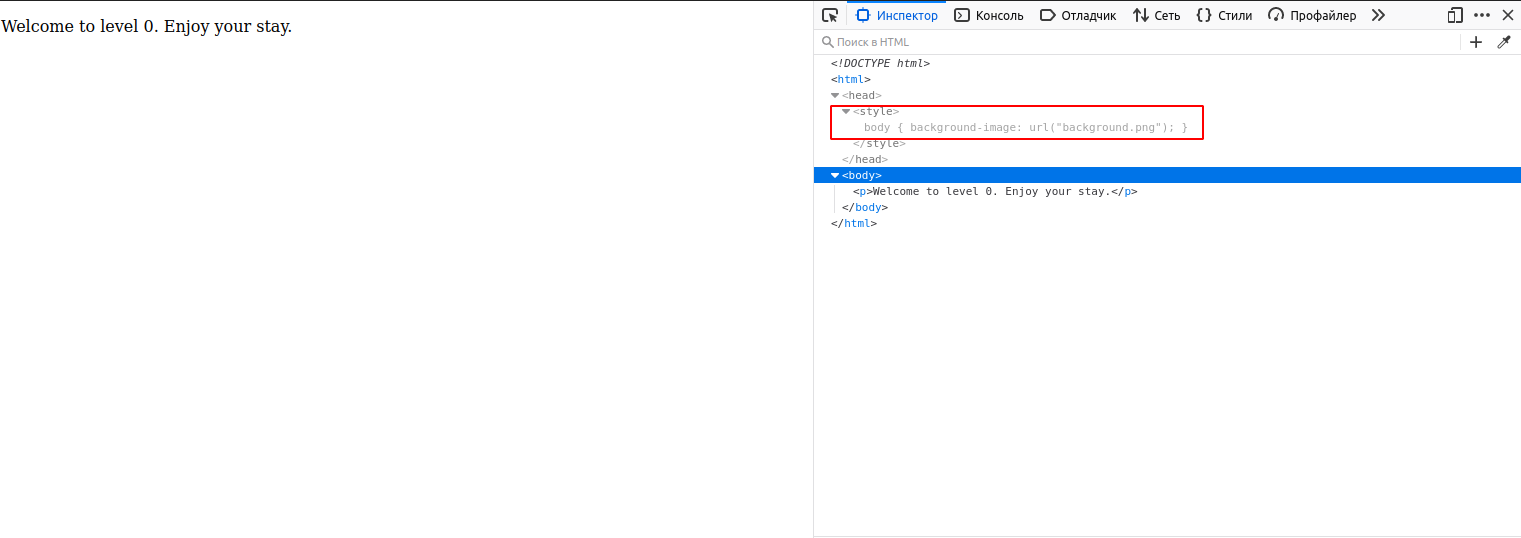 Welcome to level 0. Enjoy your stay.
Инспектор Консоль Отладчик Сеть Стили Профайлер
Поиск в HTML
<!DOCTYPE html>
<html>
<head>
<style>
body { background-image: url("background.png"); }
</style>
</head>
<body>
<p>Welcome to level 0. Enjoy your stay.</p>
</body>
</html>